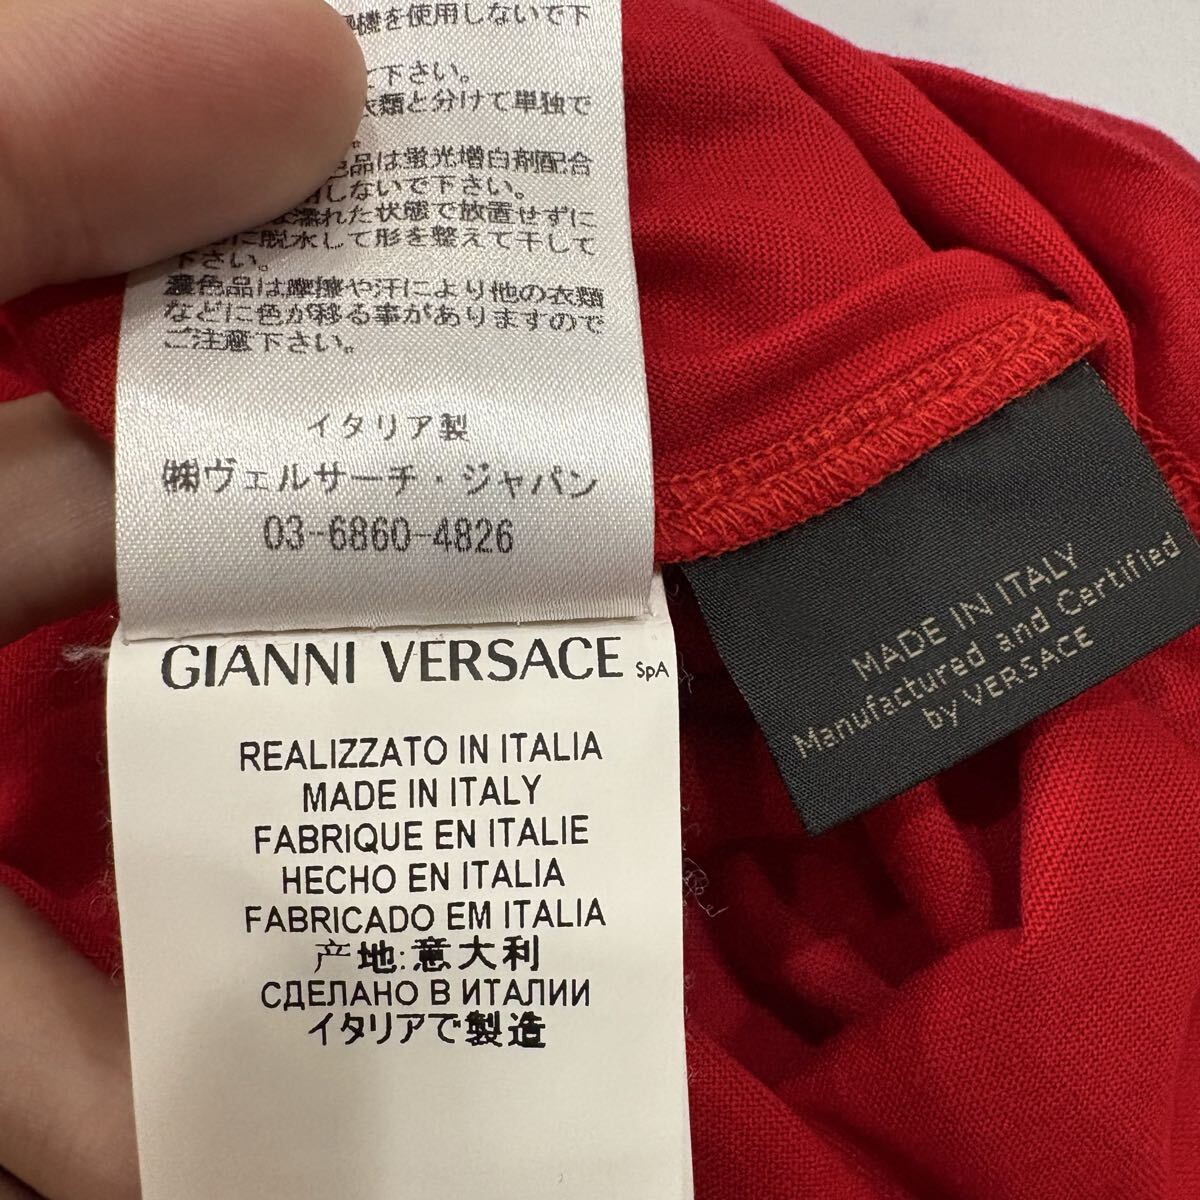 機を使用しないで下
下さい。
衣類と分けて単独で
。
色品は蛍光増白剤配合
しないで下さい。
濡れた状態で放置せずに
に脱水して形を整えて干して
下さい。
濃色品は摩擦や汗により他の衣類
などに色が移る事がありますので
ご注意下さい。
イタリア製
㈱ヴェルサーチ・ジャパン
03-6860-4826
GIANNI VERSACE SpA
REALIZZATO IN ITALIA
MADE IN ITALY
FABRIQUE EN ITALIE
HECHO EN ITALIA
FABRICADO EM ITALIA
产地:意大利
СДЕЛАНО В ИТАЛИИ
イタリアで製造
MADE IN ITALY
Manufactured and Certified
by VERSACE